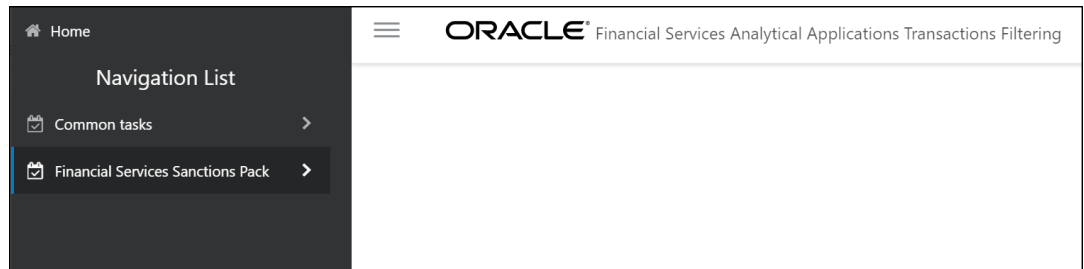 Home
ORACLE® Financial Services Analytical Applications Transactions Filtering
Navigation List
Common tasks
Financial Services Sanctions Pack